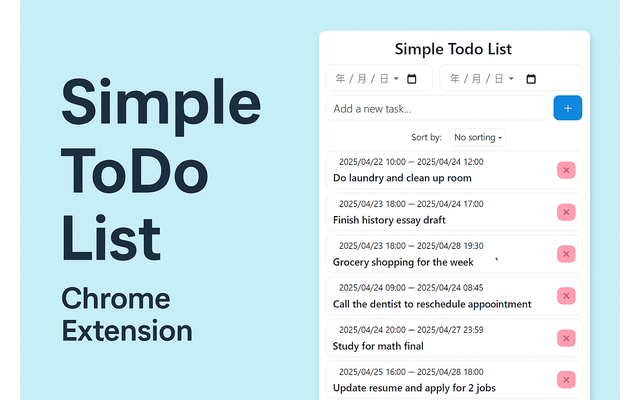 Simple
ToDo
List
Chrome
Extension
Simple Todo List
年 / 月 / 日
年 / 月 / 日
Add a new task...
+
Sort by: No sorting
2025/04/22 10:00 — 2025/04/24 12:00
Do laundry and clean up room
2025/04/23 18:00 — 2025/04/24 17:00
Finish history essay draft
2025/04/23 18:00 — 2025/04/28 19:30
Grocery shopping for the week
2025/04/24 09:00 — 2025/04/24 08:45
Call the dentist to reschedule appointment
2025/04/24 20:00 — 2025/04/27 23:59
Study for math final
2025/04/25 16:00 — 2025/04/28 18:00
Update resume and apply for 2 jobs